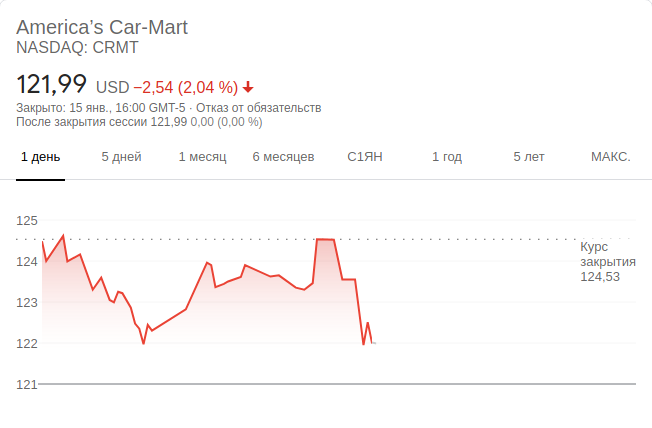 America’s Car-Mart
NASDAQ: CRMT
121,99 USD −2,54 (2,04 %)
Закрыто: 15 янв., 16:00 GMT-5 · Отказ от обязательств
После закрытия сессии 121,99 0,00 (0,00 %)
1 день 5 дней 1 месяц 6 месяцев С1ЯН 1 год 5 лет МАКС.
125
124
123
122
121
Курс
закрытия
124,53